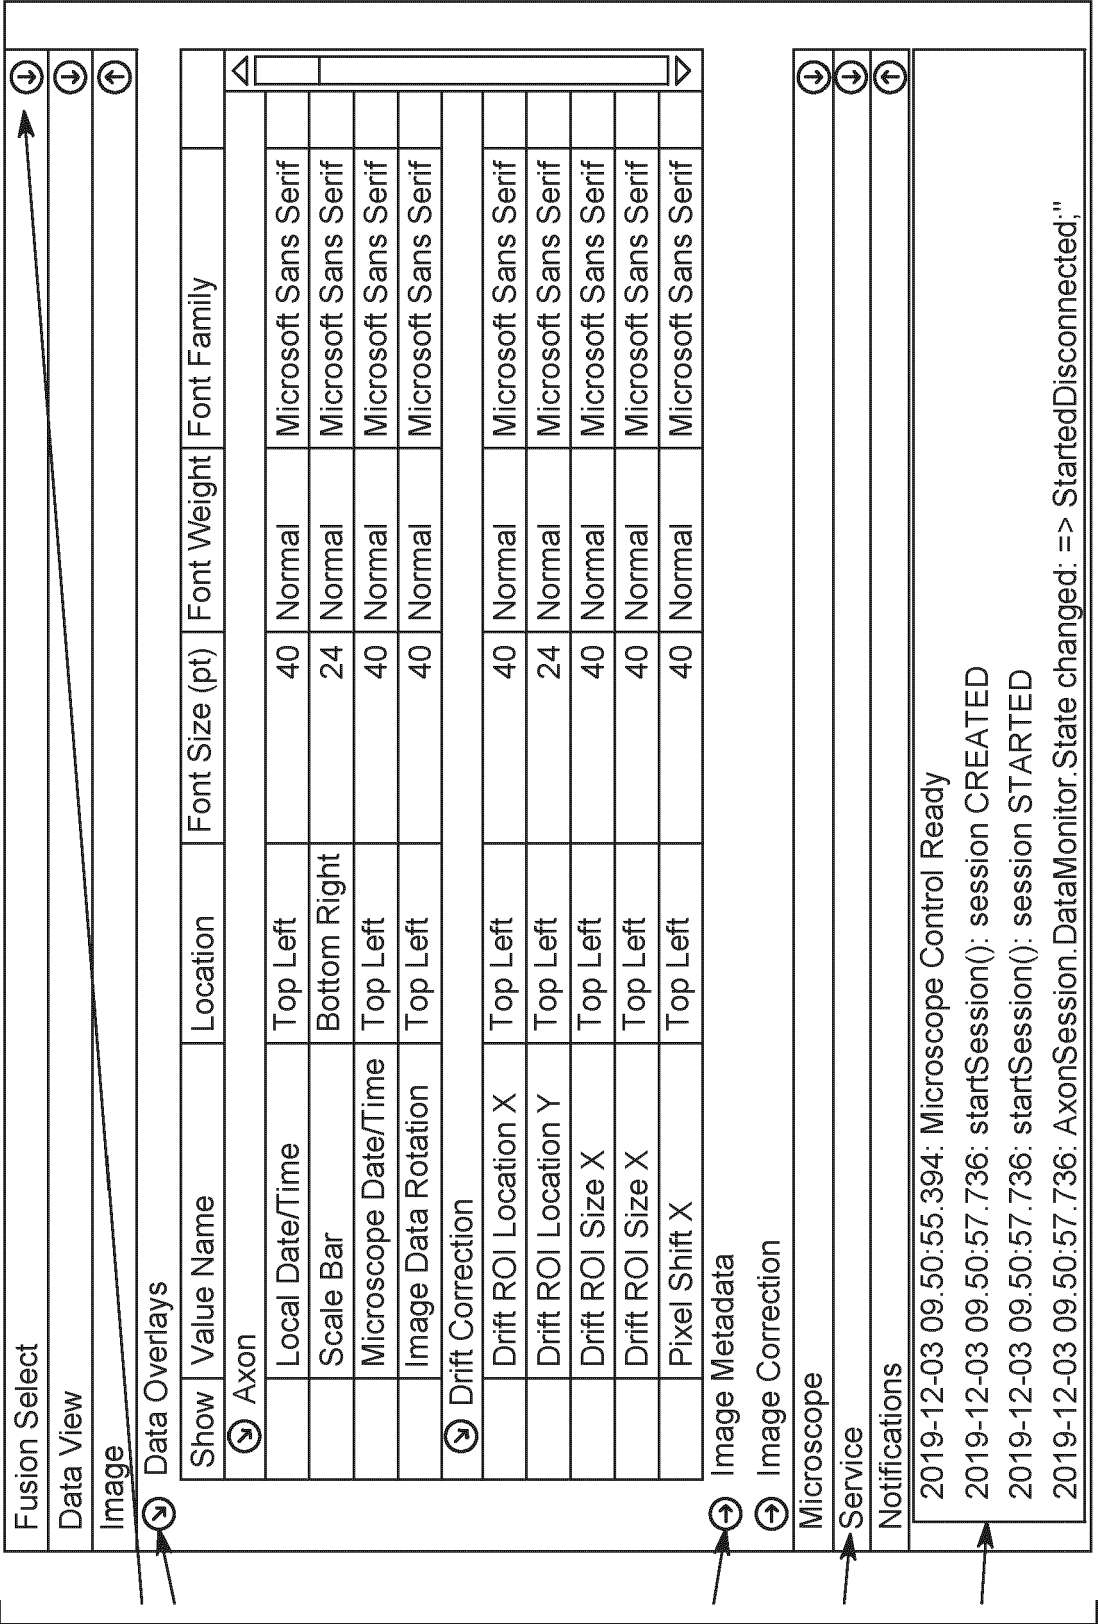 Fusion Select
Data View
Image
Data Overlays
Show Value Name Location Font Size (pt) Font Weight Font Family
Axon
Local Date/Time Top Left 40 Normal Microsoft Sans Serif
Scale Bar Bottom Right 24 Normal Microsoft Sans Serif
Microscope Date/Time Top Left 40 Normal Microsoft Sans Serif
Image Data Rotation Top Left 40 Normal Microsoft Sans Serif
Drift Correction
Drift ROI Location X Top Left 40 Normal Microsoft Sans Serif
Drift ROI Location Y Top Left 24 Normal Microsoft Sans Serif
Drift ROI Size X Top Left 40 Normal Microsoft Sans Serif
Drift ROI Size X Top Left 40 Normal Microsoft Sans Serif
Pixel Shift X Top Left 40 Normal Microsoft Sans Serif
Image Metadata
Image Correction
Microscope
Service
Notifications
2019-12-03 09.50:55.394: Microscope Control Ready
2019-12-03 09.50:57.736: startSession(): session CREATED
2019-12-03 09.50:57.736: startSession(): session STARTED
2019-12-03 09.50:57.736: AxonSession.DataMonitor.State changed: => StartedDisconnected;"